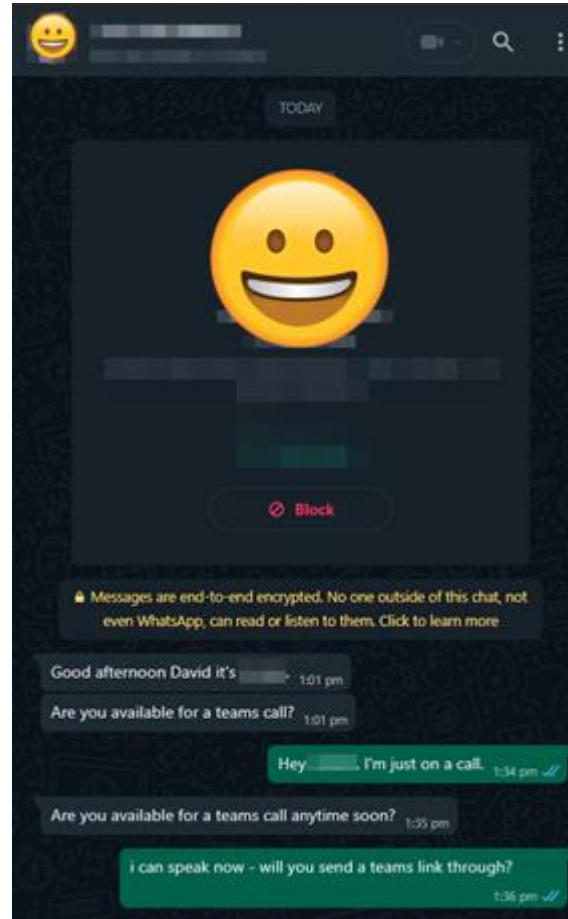 TODAY
Block
Messages are end-to-end encrypted. No one outside of this chat, not
even WhatsApp, can read or listen to them. Click to learn more
Good afternoon David it's
1:01 pm
Are you available for a teams call? 1:01 pm
Hey . I'm just on a call. 1:34 pm
Are you available for a teams call anytime soon? 1:35 pm
i can speak now - will you send a teams link through?
1:36 pm